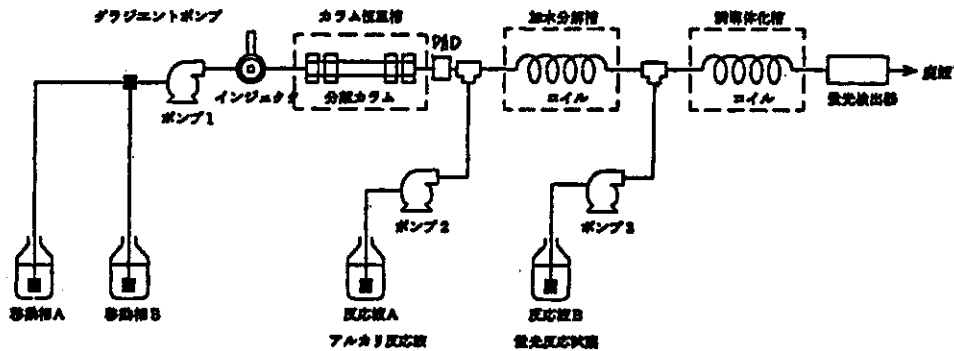 グラジエントポンプ
カラム恒温槽
加水分解槽
誘導体化槽
PHD
インジェクタ
分離カラム
コイル
コイル
蛍光検出器
廃液
ポンプ1
ポンプ2
ポンプ3
移動相A
移動相B
反応液A
反応液B
アルカリ反応液
蛍光反応試薬